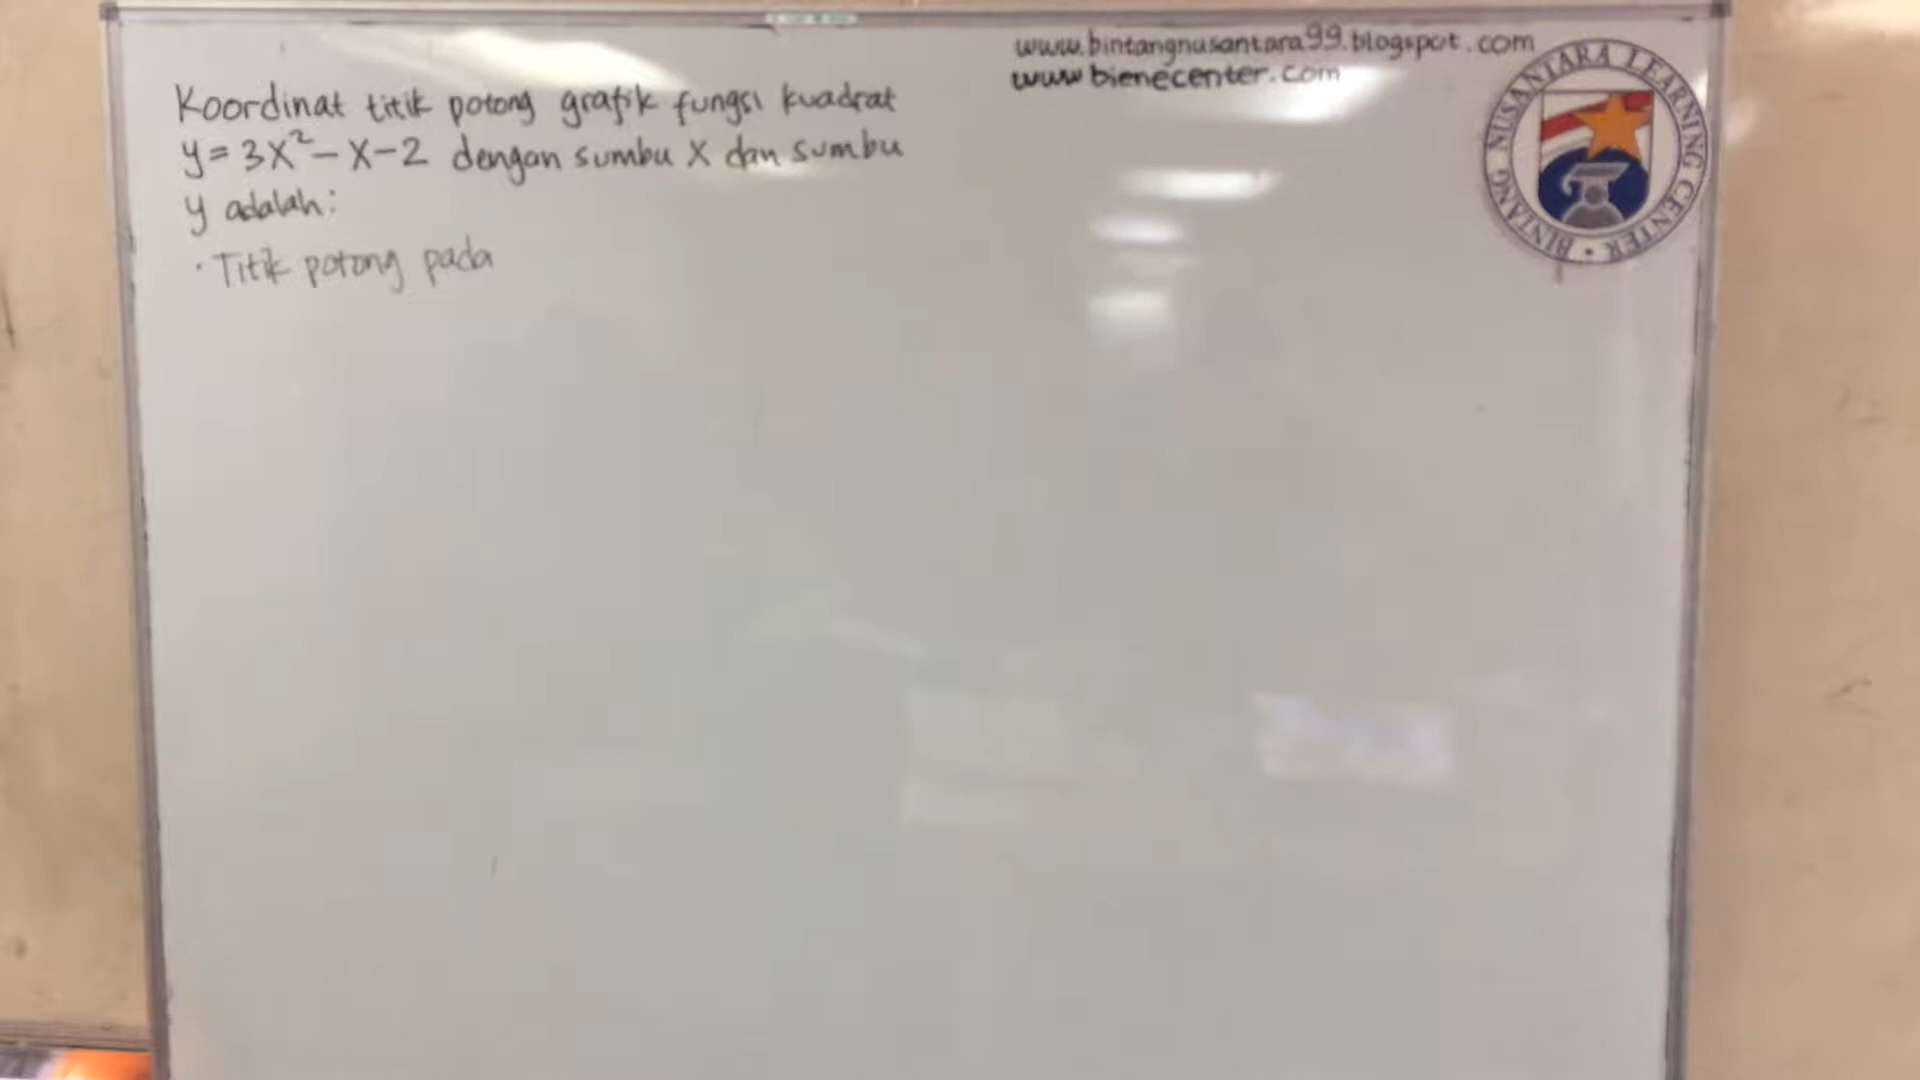 www.bintangnusantara99.blogspot.com
www.bienecenter.com
Koordinat titik potong grafik fungsi kuadrat
y = 3x² - x - 2 dengan sumbu X dan sumbu
y adalah:
· Titik potong pada
BINTANG NUSANTARA LEARNING CENTER •